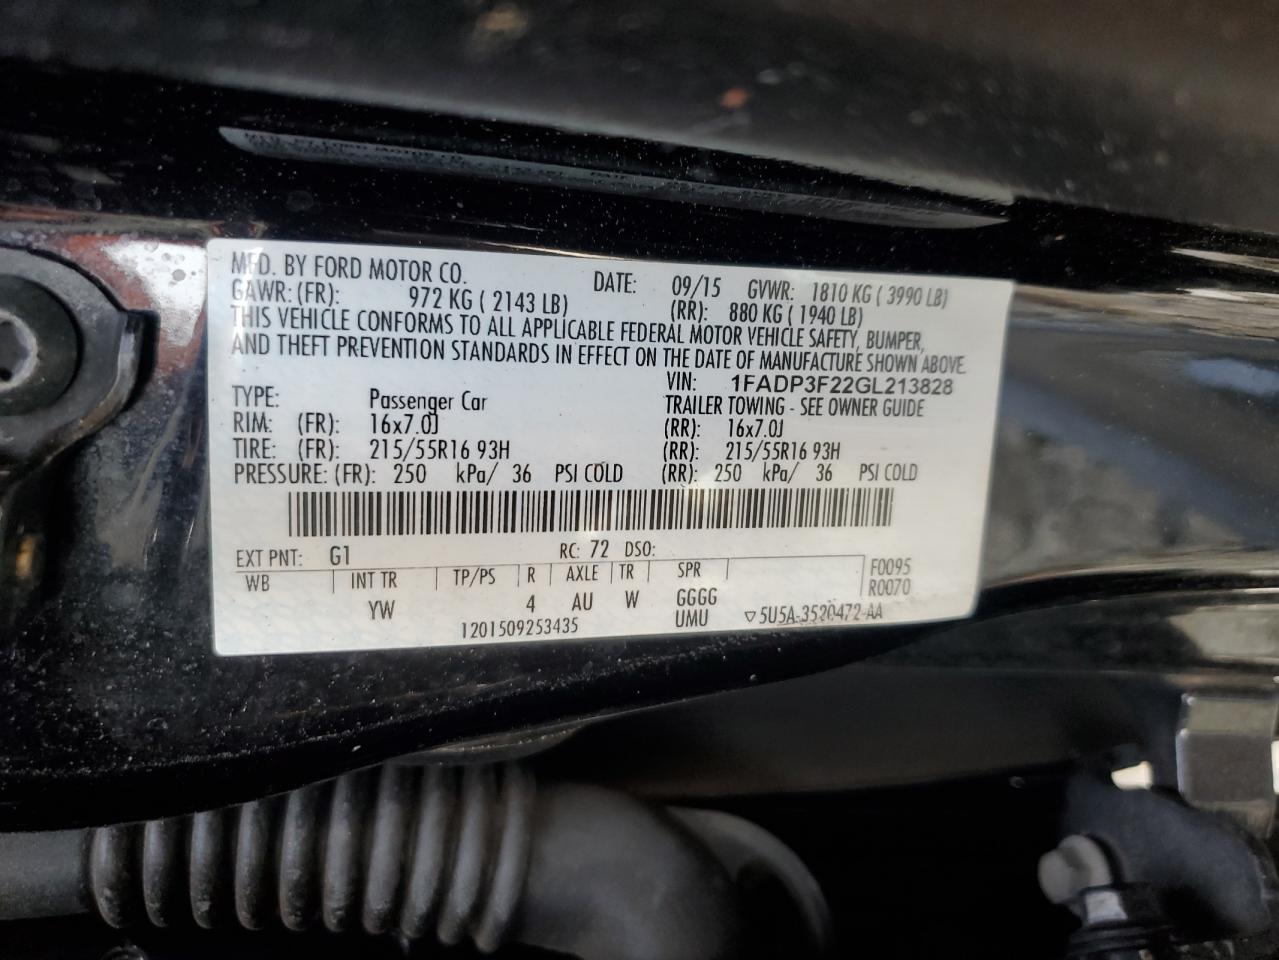 MFD. BY FORD MOTOR CO. DATE: 09/15 GVWR: 1810 KG ( 3990 LB)
GAWR: (FR): 972 KG ( 2143 LB) (RR): 880 KG ( 1940 LB)
THIS VEHICLE CONFORMS TO ALL APPLICABLE FEDERAL MOTOR VEHICLE SAFETY, BUMPER,
AND THEFT PREVENTION STANDARDS IN EFFECT ON THE DATE OF MANUFACTURE SHOWN ABOVE.
VIN: 1FADP3F22GL213828
TYPE: Passenger Car TRAILER TOWING - SEE OWNER GUIDE
RIM: (FR): 16x7.0J (RR): 16x7.0J
TIRE: (FR): 215/55R16 93H (RR): 215/55R16 93H
PRESSURE: (FR): 250 kPa/ 36 PSI COLD (RR): 250 kPa/ 36 PSI COLD
EXT PNT: G1 RC: 72 DSO:
WB INT TR TP/PS R AXLE TR SPR F0095
R0070
YW 4 AU W GGGG
1201509253435 UMU ▽5U5A-3520472-AA